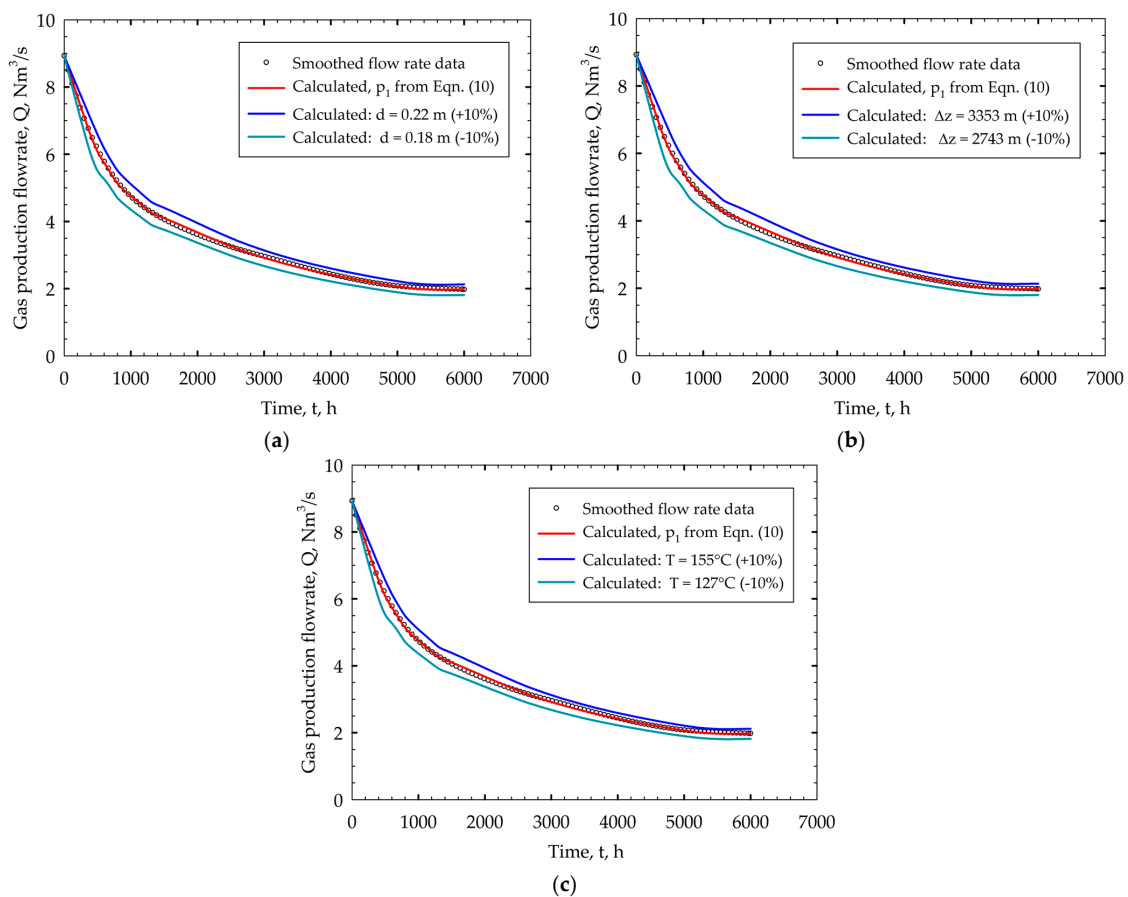 Gas production flowrate, Q, Nm³/s
10
8
6
4
2
0
Smoothed flow rate data
Calculated, p₁ from Eqn. (10)
Calculated: d = 0.22 m (+10%)
Calculated: d = 0.18 m (-10%)
0 1000 2000 3000 4000 5000 6000 7000
Time, t, h
(a)
Gas production flowrate, Q, Nm³/s
10
8
6
4
2
0
Smoothed flow rate data
Calculated, p₁ from Eqn. (10)
Calculated: Δz = 3353 m (+10%)
Calculated: Δz = 2743 m (-10%)
0 1000 2000 3000 4000 5000 6000 7000
Time, t, h
(b)
Gas production flowrate, Q, Nm³/s
10
8
6
4
2
0
Smoothed flow rate data
Calculated, p₁ from Eqn. (10)
Calculated: T = 155°C (+10%)
Calculated: T = 127°C (-10%)
0 1000 2000 3000 4000 5000 6000 7000
Time, t, h
(c)